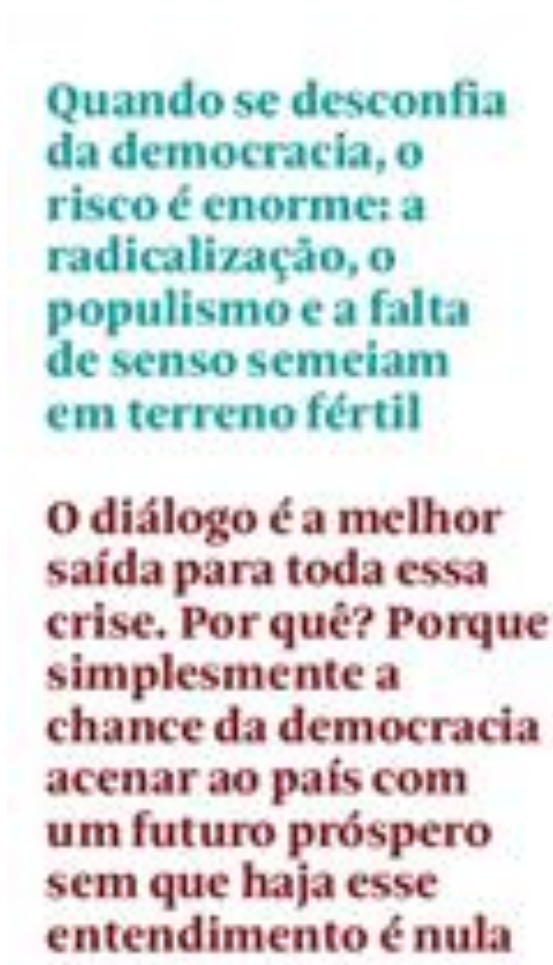 Quando se desconfia
da democracia, o
risco é enorme: a
radicalização, o
populismo e a falta
de senso semeiam
em terreno fértil
O diálogo é a melhor
saída para toda essa
crise. Por quê? Porque
simplesmente a
chance da democracia
acenar ao país com
um futuro próspero
sem que haja esse
entendimento é nula